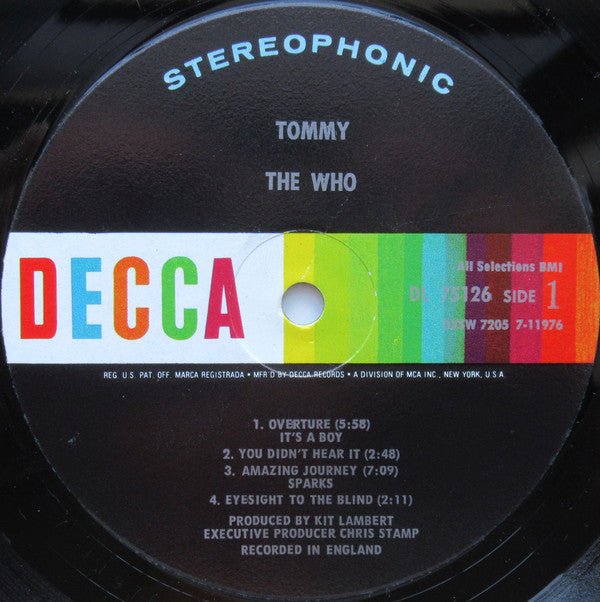 STEREOPHONIC
TOMMY
THE WHO
DECCA
All Selections BMI
DL 75126 SIDE 1
SXSW 7205 7-11976
REG. U.S. PAT. OFF. MARCA REGISTRADA • MFR'D BY DECCA RECORDS • A DIVISION OF MCA INC., NEW YORK, U.S.A
1. OVERTURE (5:58)
IT'S A BOY
2. YOU DIDN'T HEAR IT (2:48)
3. AMAZING JOURNEY (7:09)
SPARKS
4. EYESIGHT TO THE BLIND (2:11)
PRODUCED BY KIT LAMBERT
EXECUTIVE PRODUCER CHRIS STAMP
RECORDED IN ENGLAND